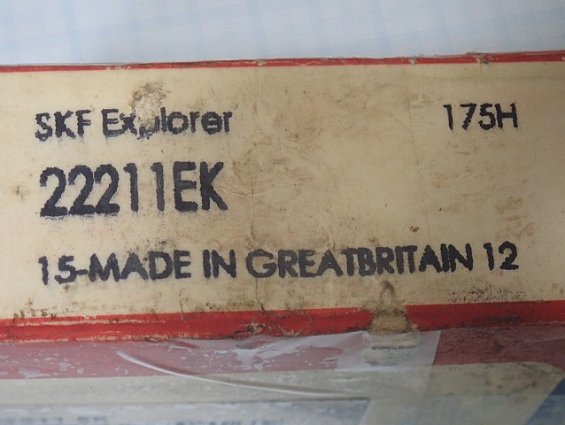 SKF Explorer 175H
22211EK
15-MADE IN GREATBRITAIN 12